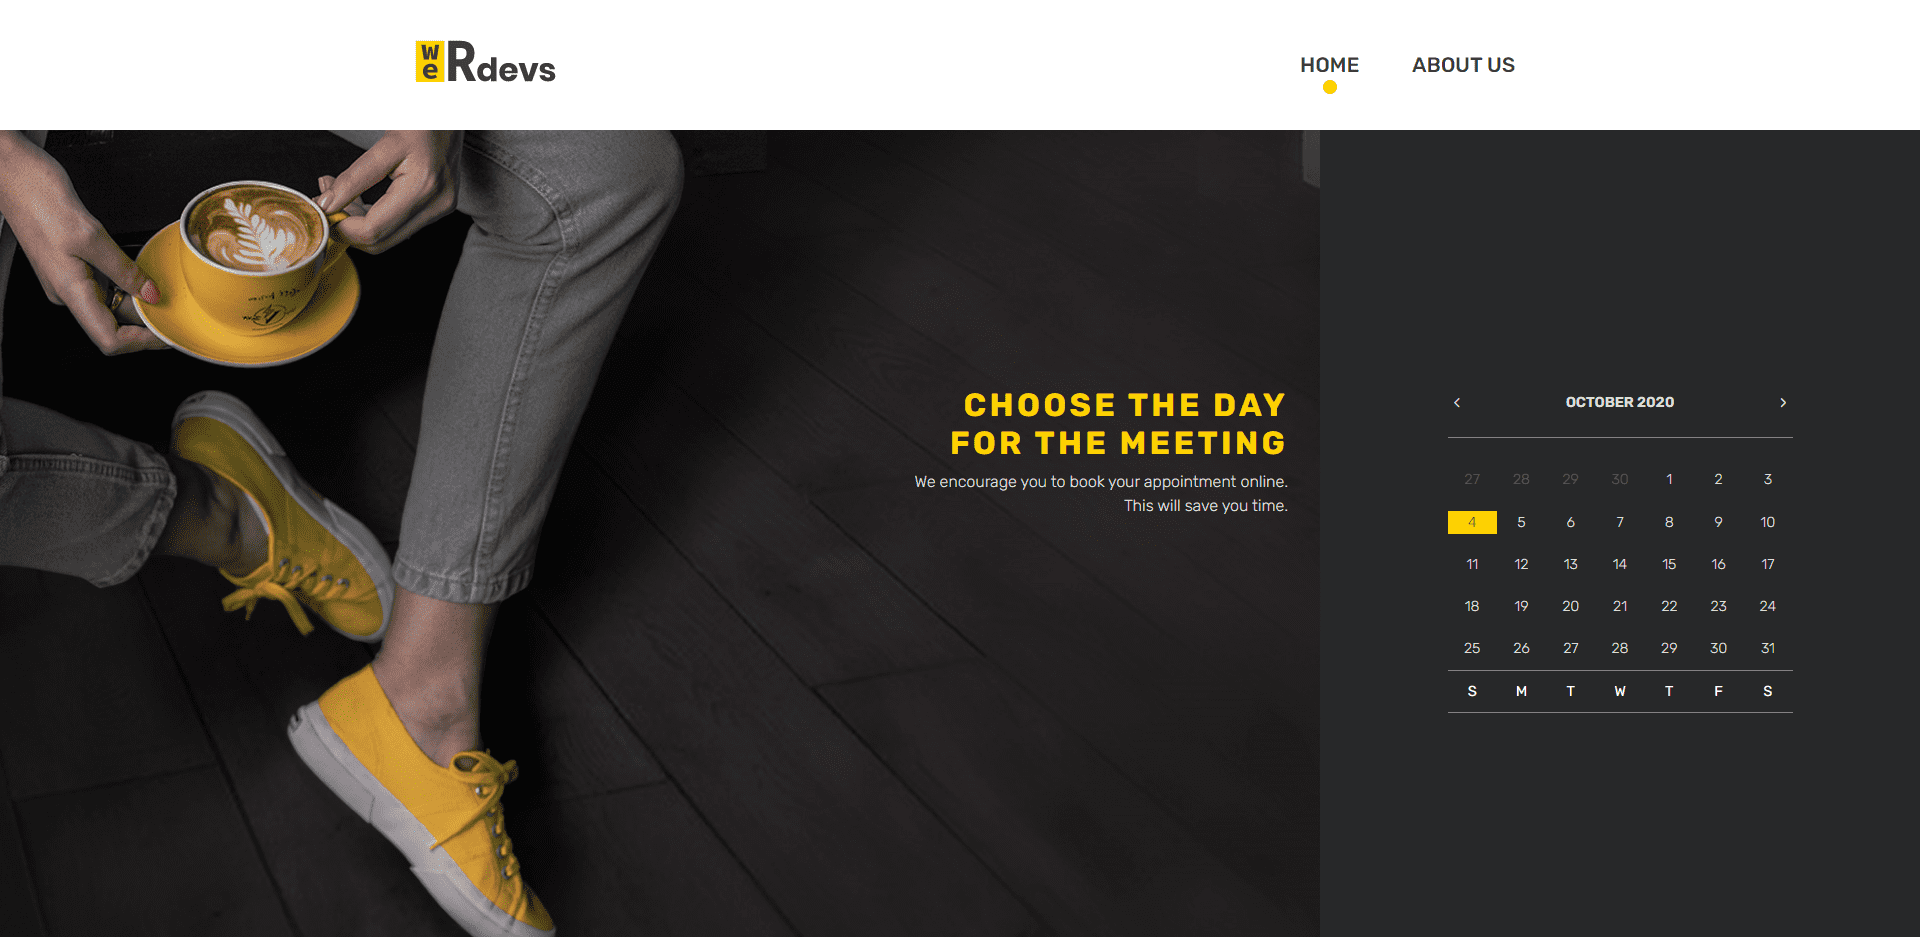 we Rdevs
HOME
ABOUT US
CHOOSE THE DAY
FOR THE MEETING
We encourage you to book your appointment online.
This will save you time.
< OCTOBER 2020 >
27 28 29 30 1 2 3
4 5 6 7 8 9 10
11 12 13 14 15 16 17
18 19 20 21 22 23 24
25 26 27 28 29 30 31
S M T W T F S